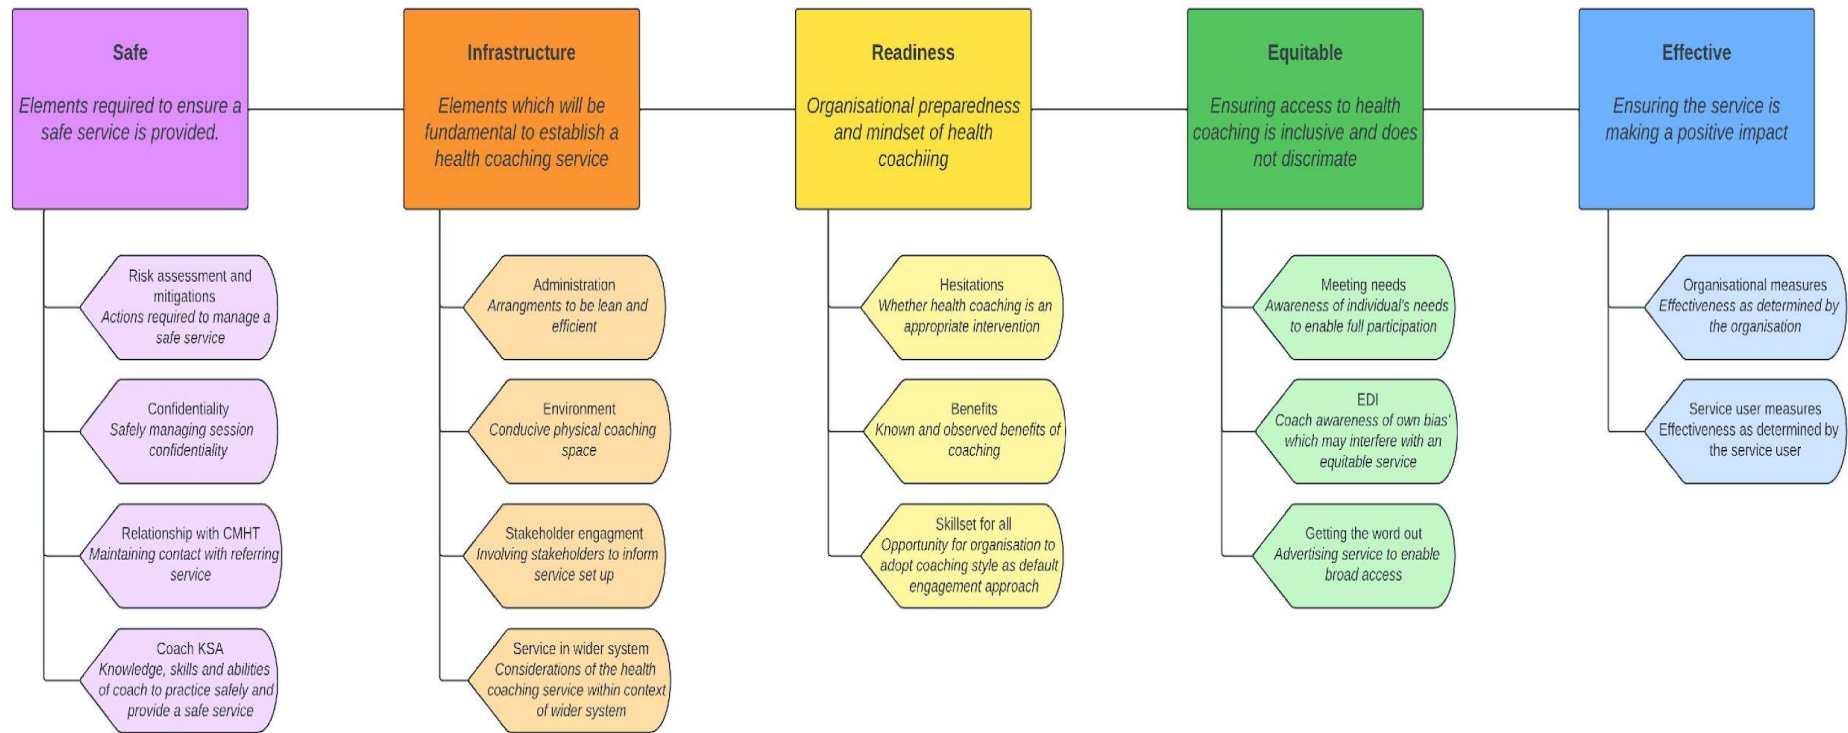 Safe
Elements required to ensure a
safe service is provided.
Infrastructure
Elements which will be
fundamental to establish a
health coaching service
Readiness
Organisational preparedness
and mindset of health
coachiing
Equitable
Ensuring access to health
coaching is inclusive and does
not discrimate
Effective
Ensuring the service is
making a positive impact
Risk assessment and
mitigations
Actions required to manage a
safe service
Confidentiality
Safely managing session
confidentiality
Relationship with CMHT
Maintaining contact with referring
service
Coach KSA
Knowledge, skills and abilities
of coach to practice safely and
provide a safe service
Administration
Arrangments to be lean and
efficient
Environment
Conducive physical coaching
space
Stakeholder engagment
Involving stakeholders to inform
service set up
Service in wider system
Considerations of the health
coaching service within context
of wider system
Hesitations
Whether health coaching is an
appropriate intervention
Benefits
Known and observed benefits of
coaching
Skillset for all
Opportunity for organisation to
adopt coaching style as default
engagement approach
Meeting needs
Awareness of individual's needs
to enable full participation
EDI
Coach awareness of own bias'
which may interfere with an
equitable service
Getting the word out
Advertising service to enable
broad access
Organisational measures
Effectiveness as determined by
the organisation
Service user measures
Effectiveness as determined by
the service user